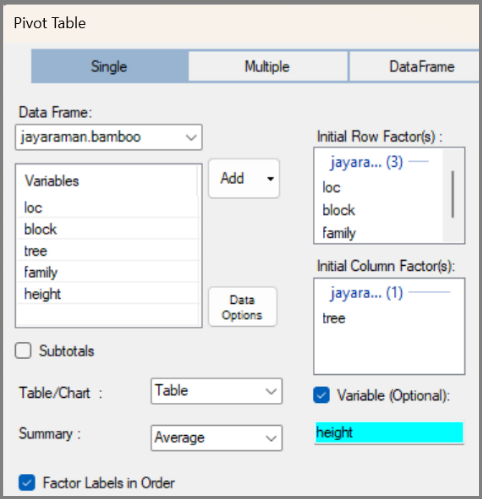 Pivot Table
Single Multiple DataFrame
Data Frame:
jayaraman.bamboo
Variables
loc
block
tree
family
height
Add
Data
Options
Initial Row Factor(s) :
jayara... (3)
loc
block
family
Initial Column Factor(s):
jayara... (1)
tree
Subtotals
Table/Chart : Table
Variable (Optional):
Summary : Average
height
Factor Labels in Order